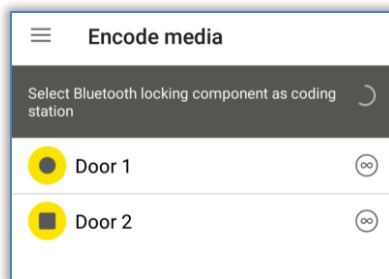 Encode media
Select Bluetooth locking component as coding
station
Door 1
Door 2